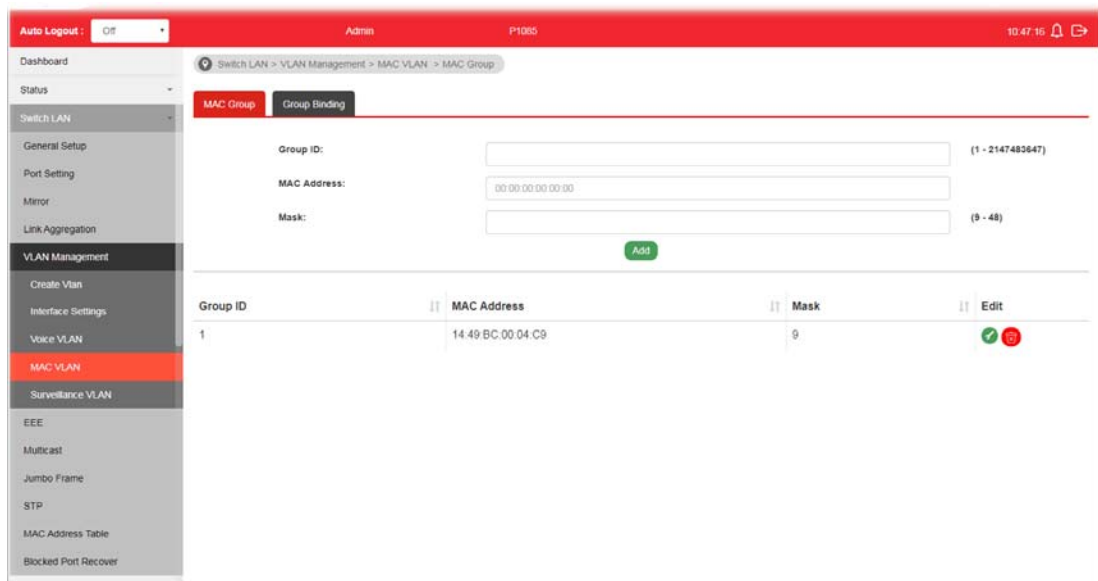 Auto Logout : Off Admin P1085 10:47:16
Dashboard
Status
Switch LAN
General Setup
Port Setting
Mirror
Link Aggregation
VLAN Management
Create Vlan
Interface Settings
Voice VLAN
MAC VLAN
Surveillance VLAN
EEE
Multicast
Jumbo Frame
STP
MAC Address Table
Blocked Port Recover
Switch LAN > VLAN Management > MAC VLAN > MAC Group
MAC Group Group Binding
Group ID: (1 - 2147483647)
MAC Address: 00:00:00:00:00:00
Mask: (9 - 48)
Add
Group ID MAC Address Mask Edit
1 14:49:BC:00:04:C9 9